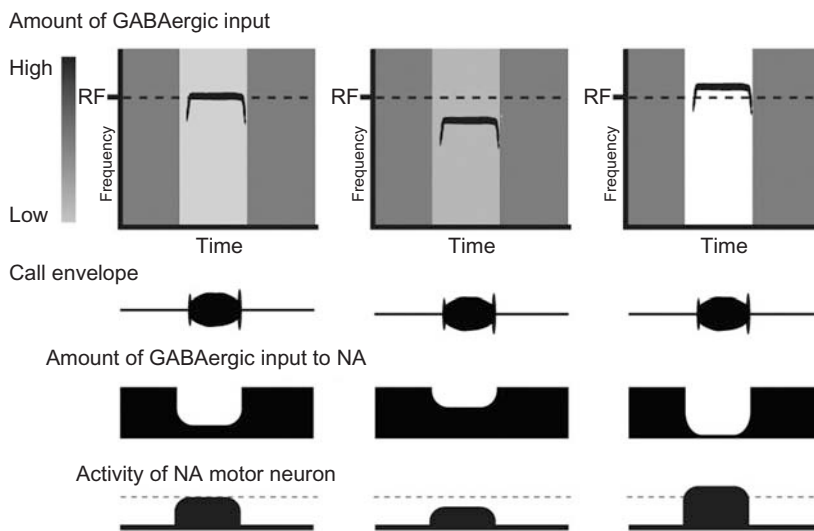 Amount of GABAergic input
High
Low
RF
Frequency
Time
RF
Frequency
Time
RF
Frequency
Time
Call envelope
Amount of GABAergic input to NA
Activity of NA motor neuron